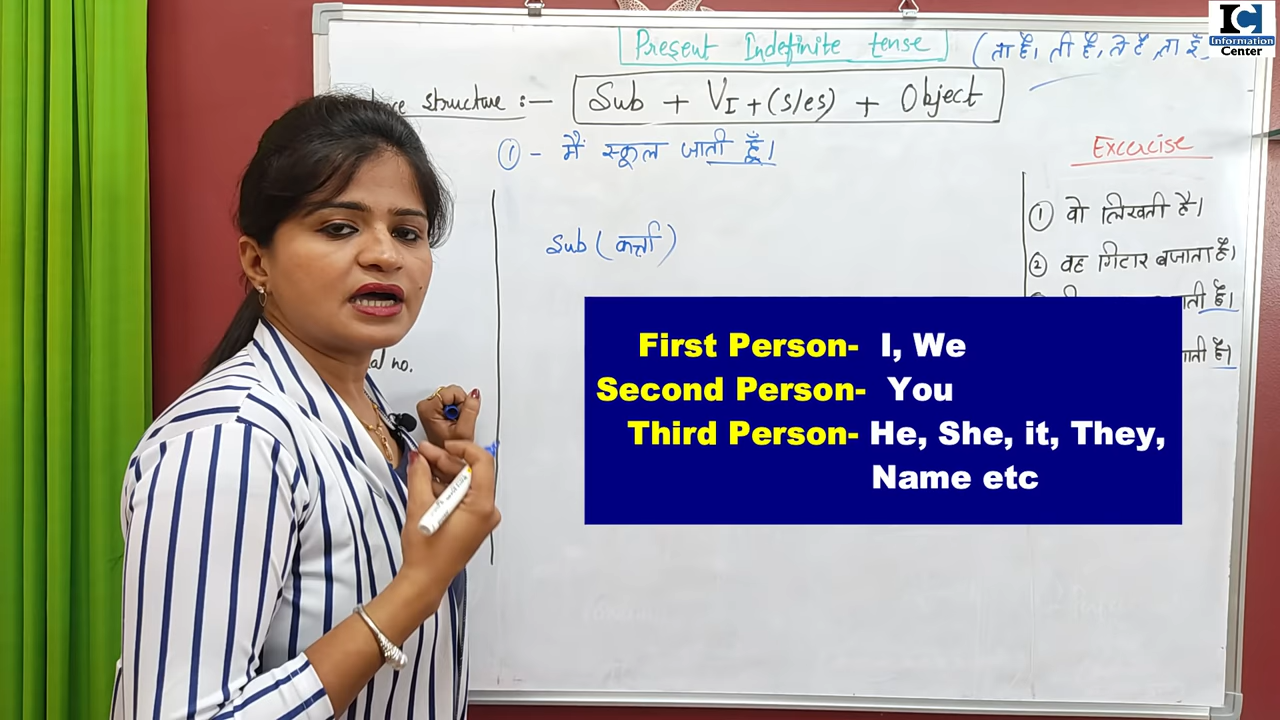 Present Indefinite tense
(ता है। ती है, ते हैं, ता हूँ
IC
Information
Center
structure :— Sub + VI + (s/es) + Object
① - मैं स्कूल जाती हूँ।
Excercise
① वो लिखती है।
② वह गिटार बजाता है।
Sub (कर्त्ता)
है।
no.
है।
First Person- I, We
Second Person- You
Third Person- He, She, it, They,
Name etc